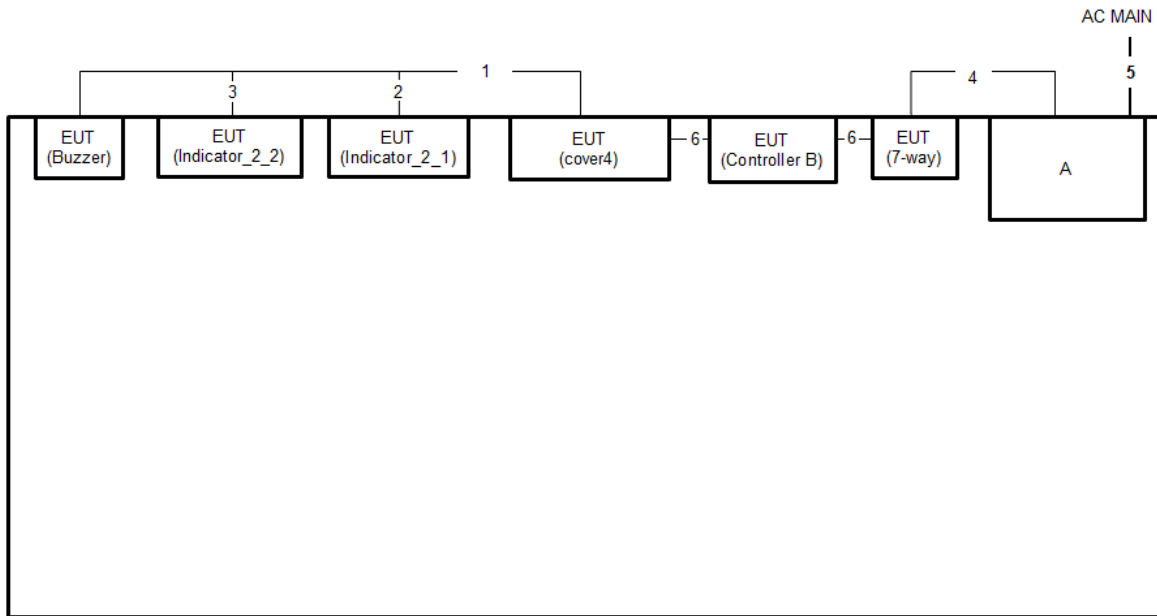 AC MAIN
1
4
5
3
2
EUT
(Buzzer)
EUT
(Indicator_2_2)
EUT
(Indicator_2_1)
EUT
(cover4)
6
EUT
(Controller B)
6
EUT
(7-way)
A